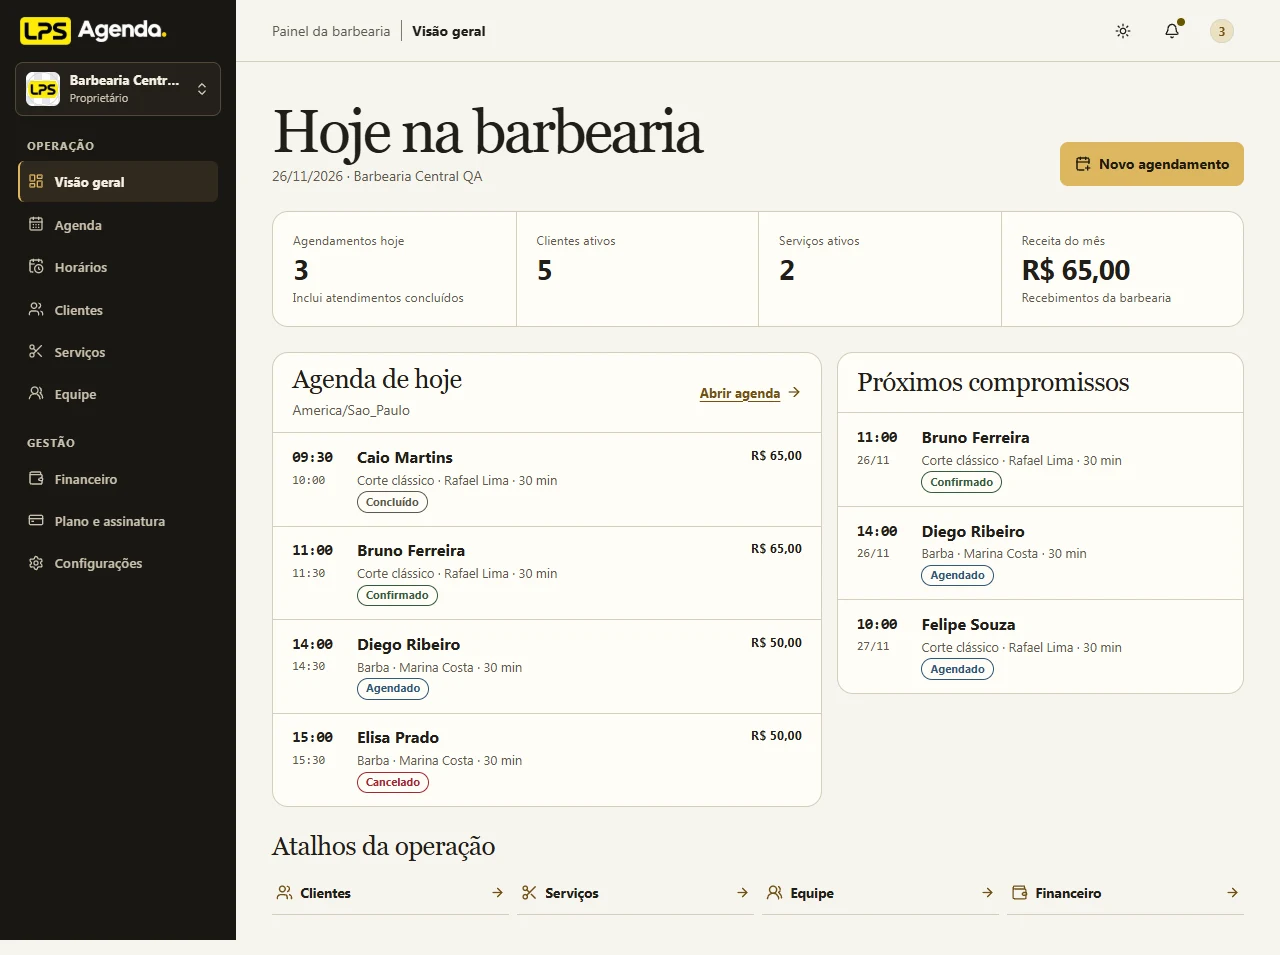 LPS Agenda.
LPS
Barbearia Centr...
Proprietário
OPERAÇÃO
Visão geral
Agenda
Horários
Clientes
Serviços
Equipe
GESTÃO
Financeiro
Plano e assinatura
Configurações
Painel da barbearia
Visão geral
3
Hoje na barbearia
26/11/2026 · Barbearia Central QA
Novo agendamento
Agendamentos hoje
3
Inclui atendimentos concluídos
Clientes ativos
5
Serviços ativos
2
Receita do mês
R$ 65,00
Recebimentos da barbearia
Agenda de hoje
America/Sao_Paulo
Abrir agenda
09:30 Caio Martins R$ 65,00
10:00 Corte clássico · Rafael Lima · 30 min
Concluído
11:00 Bruno Ferreira R$ 65,00
11:30 Corte clássico · Rafael Lima · 30 min
Confirmado
14:00 Diego Ribeiro R$ 50,00
14:30 Barba · Marina Costa · 30 min
Agendado
15:00 Elisa Prado R$ 50,00
15:30 Barba · Marina Costa · 30 min
Cancelado
Próximos compromissos
11:00 Bruno Ferreira
26/11 Corte clássico · Rafael Lima · 30 min
Confirmado
14:00 Diego Ribeiro
26/11 Barba · Marina Costa · 30 min
Agendado
10:00 Felipe Souza
27/11 Corte clássico · Rafael Lima · 30 min
Agendado
Atalhos da operação
Clientes
Serviços
Equipe
Financeiro